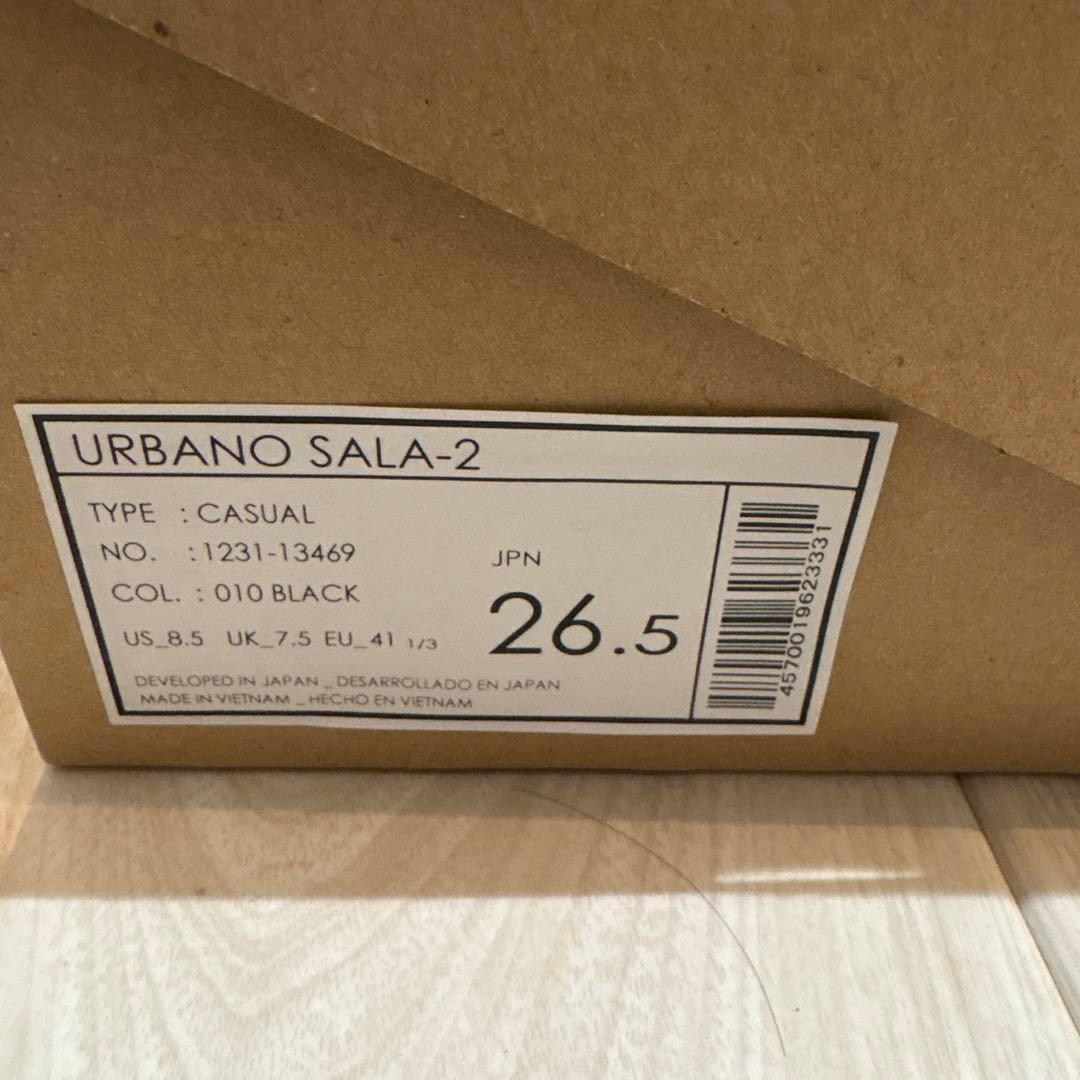 URBANO SALA-2
TYPE : CASUAL
NO. : 1231-13469
COL. : 010 BLACK
US_8.5 UK_7.5 EU_41 1/3
JPN
26.5
DEVELOPED IN JAPAN _ DESARROLLADO EN JAPAN
MADE IN VIETNAM _ HECHO EN VIETNAM
4570019623331